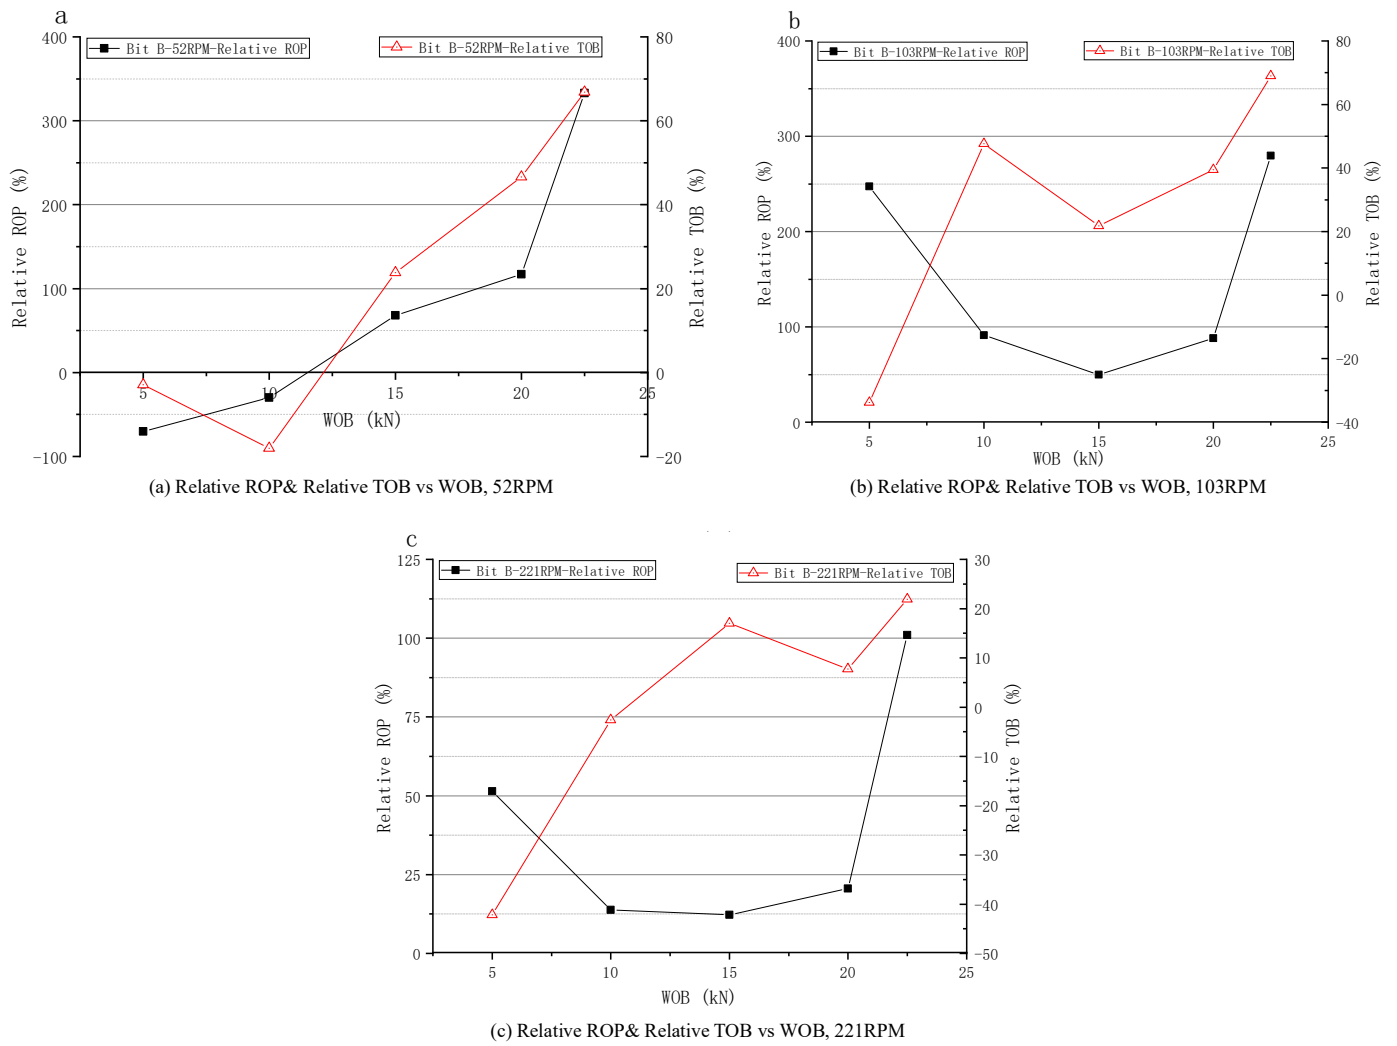 a
Bit B-52RPM-Relative ROP
Bit B-52RPM-Relative TOB
400
300
200
100
0
-100
80
60
40
20
0
-20
5
10
15
20
25
Relative ROP (%)
Relative TOB (%)
WOB (kN)
(a) Relative ROP& Relative TOB vs WOB, 52RPM
b
Bit B-103RPM-Relative ROP
Bit B-103RPM-Relative TOB
400
300
200
100
0
80
60
40
20
0
-20
-40
5
10
15
20
25
Relative ROP (%)
Relative TOB (%)
WOB (kN)
(b) Relative ROP& Relative TOB vs WOB, 103RPM
c
Bit B-221RPM-Relative ROP
Bit B-221RPM-Relative TOB
125
100
75
50
25
0
30
20
10
0
-10
-20
-30
-40
-50
5
10
15
20
25
Relative ROP (%)
Relative TOB (%)
WOB (kN)
(c) Relative ROP& Relative TOB vs WOB, 221RPM